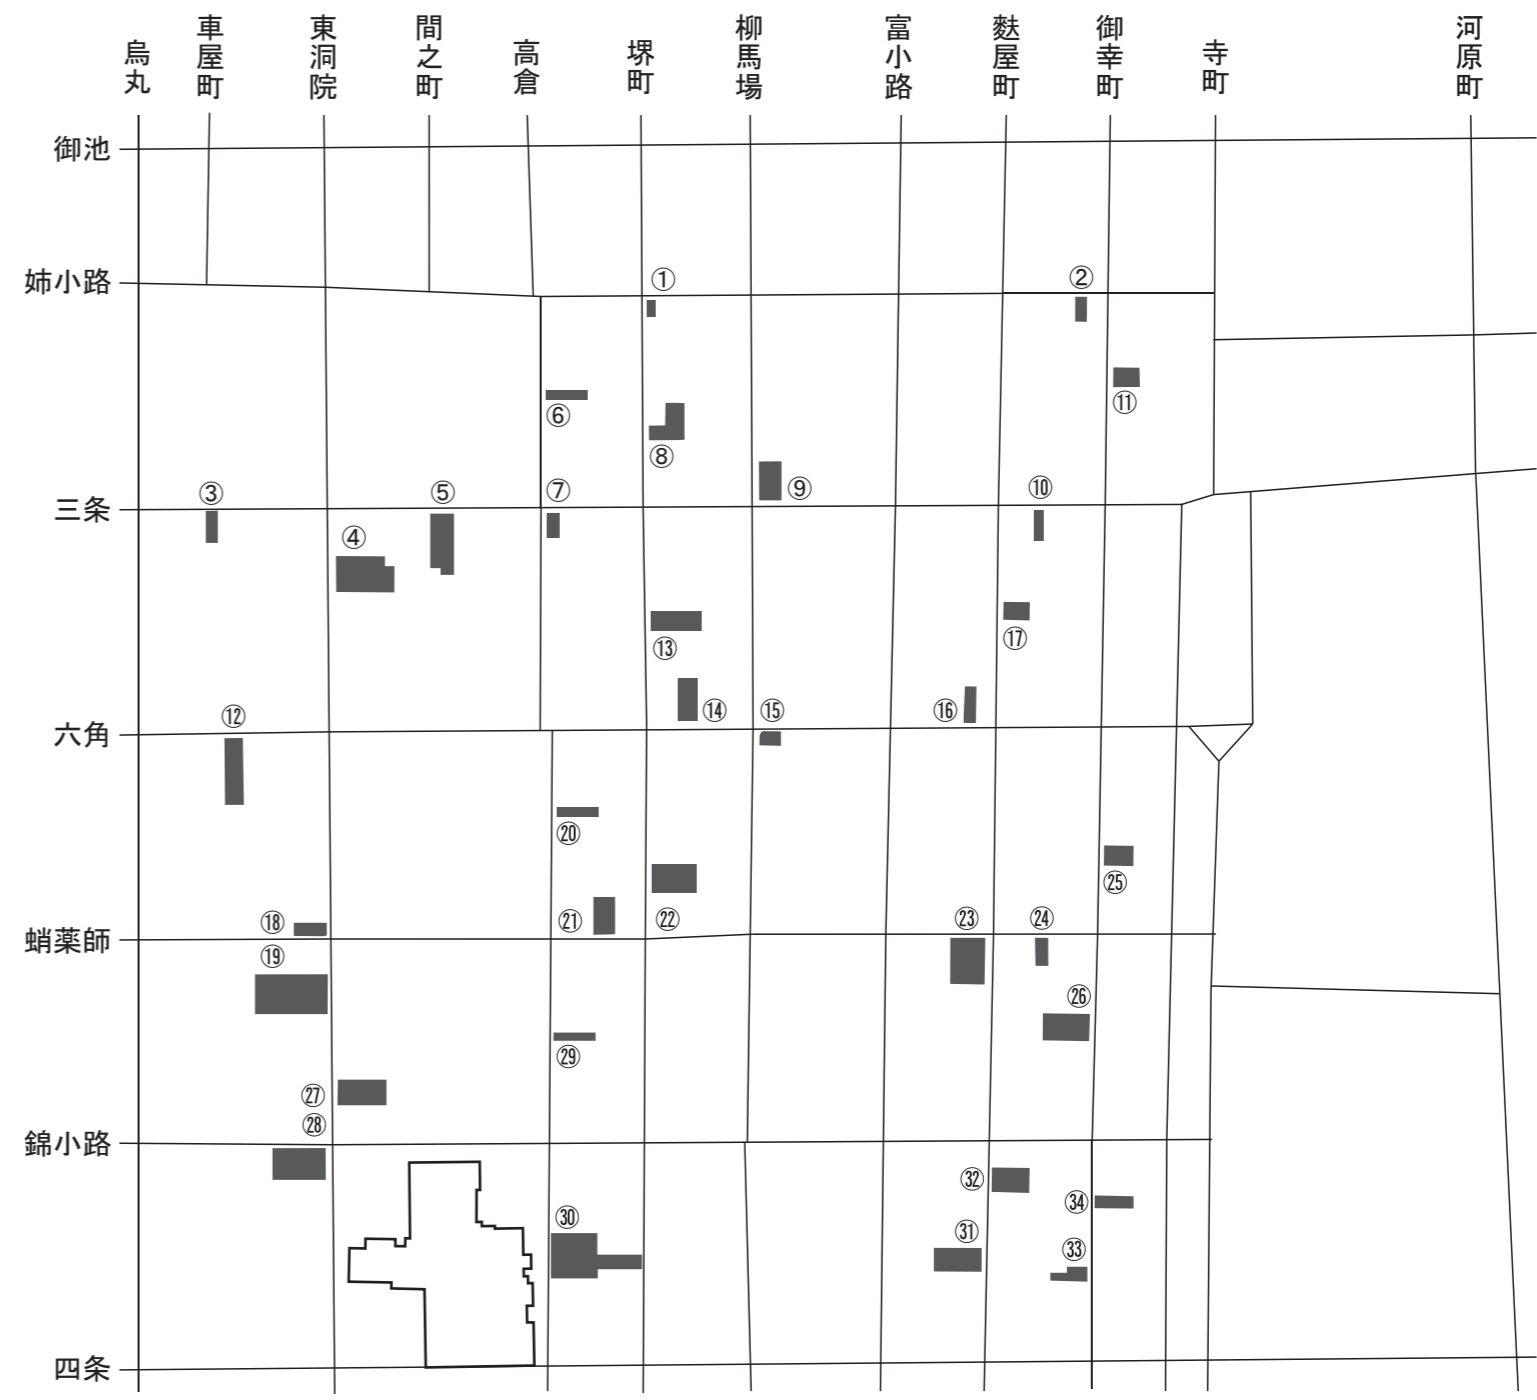 烏丸
車屋町
東洞院
間之町
高倉
堺町
柳馬場
富小路
麩屋町
御幸町
寺町
河原町
御池
姉小路
① ②
⑥ ⑪
⑧
③ ⑤ ⑦ ⑨ ⑩
三条
④
⑬ ⑰
⑫ ⑭ ⑮ ⑯
六角
⑳
㉕
⑱ ㉑ ㉒ ㉓ ㉔
蛸薬師
⑲
㉖
㉙
㉗
㉘
錦小路
㉜ ㉞
㉚ ㉛ ㉝
四条